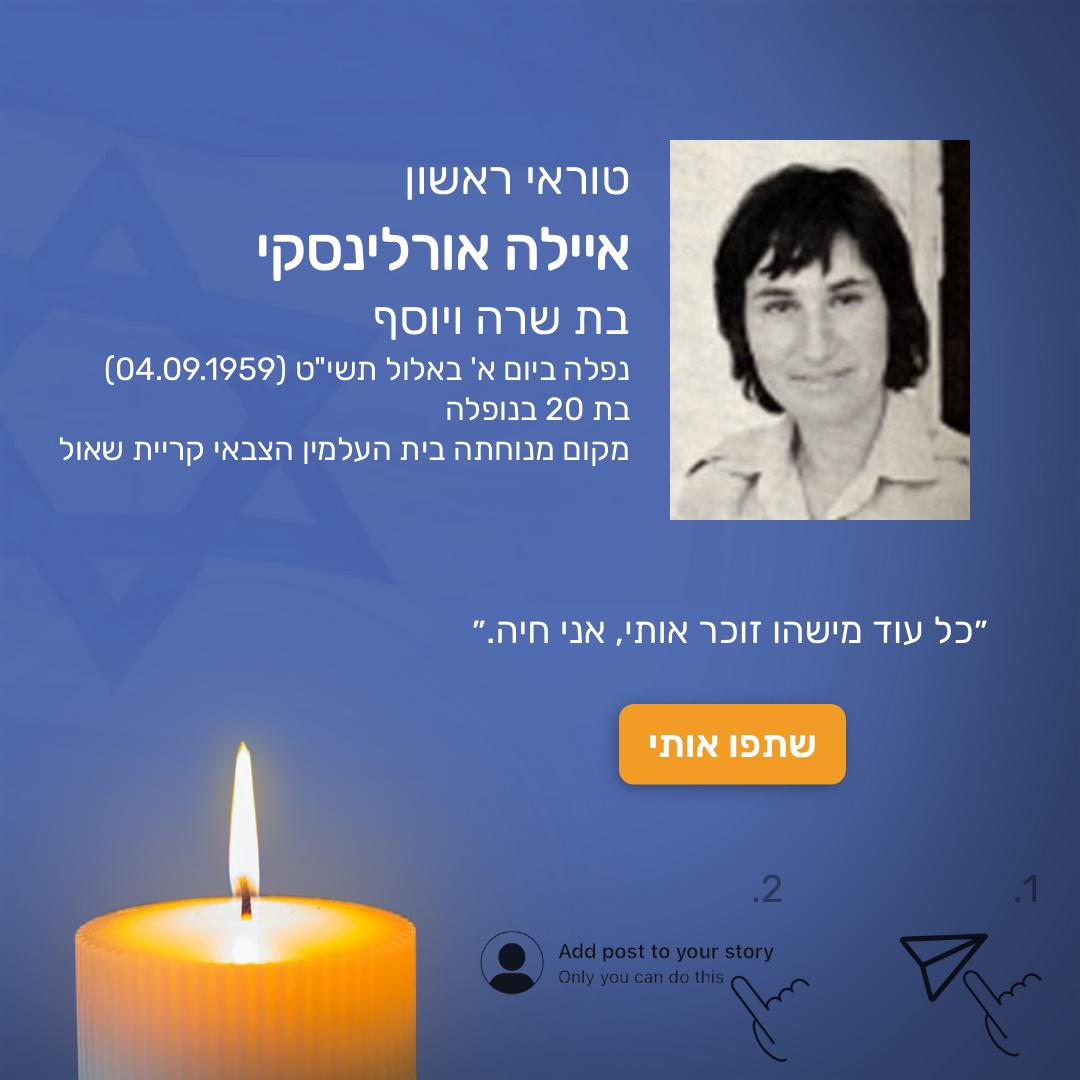 טוראי ראשון
איילה אורלינסקי
בת שרה ויוסף
נפלה ביום א' באלול תשי"ט (04.09.1959)
בת 20 בנופלה
מקום מנוחתה בית העלמין הצבאי קריית שאול
״כל עוד מישהו זוכר אותי, אני חיה.״
שתפו אותי
1.
2.
Add post to your story
Only you can do this